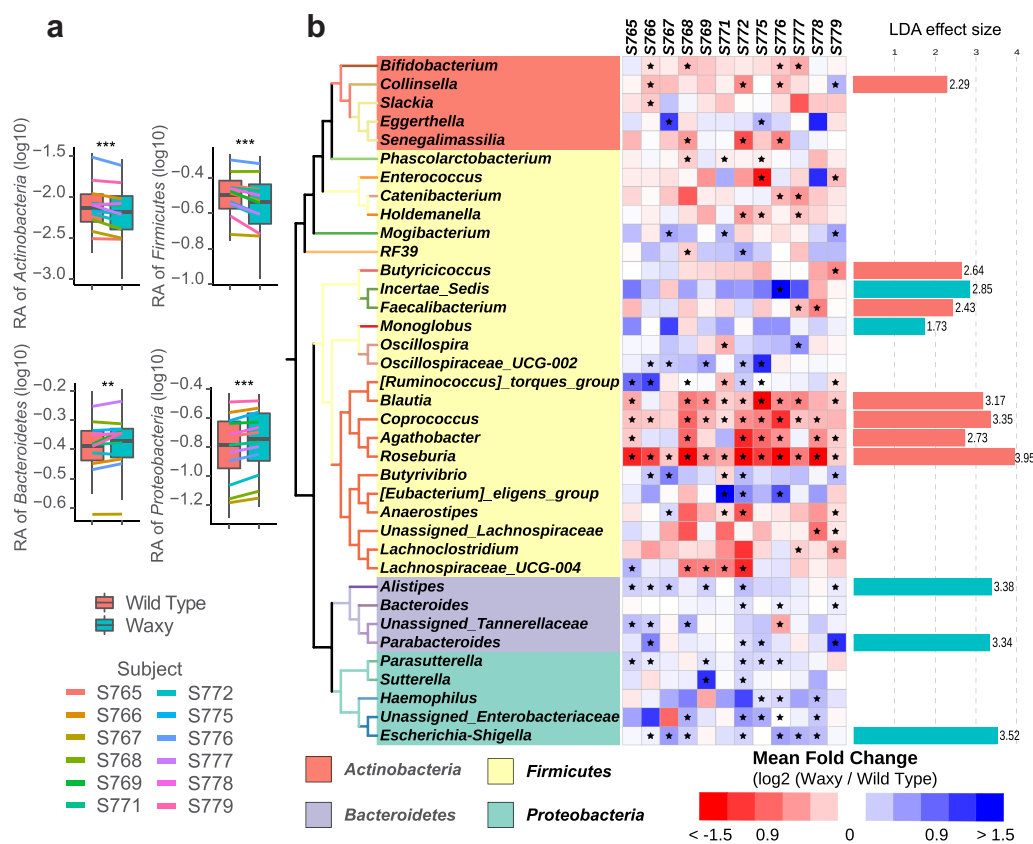 a
***
RA of Actinobacteria (log10)
−1.5
−2.0
−2.5
−3.0
***
RA of Firmicutes (log10)
−0.4
−0.6
−0.8
−1.0
**
RA of Bacteroidetes (log10)
−0.2
−0.3
−0.4
−0.5
−0.6
***
RA of Proteobacteria (log10)
−0.4
−0.6
−0.8
−1.0
−1.2
Wild Type
Waxy
Subject
S765
S766
S767
S768
S769
S771
S772
S775
S776
S777
S778
S779
b
S765 S766 S767 S768 S769 S771 S772 S775 S776 S777 S778 S779
LDA effect size
1 2 3 4
Bifidobacterium
Collinsella 2.29
Slackia
Eggerthella
Senegalimassilia
Phascolarctobacterium
Enterococcus
Catenibacterium
Holdemanella
Mogibacterium
RF39
Butyricicoccus 2.64
Incertae_Sedis 2.85
Faecalibacterium 2.43
Monoglobus 1.73
Oscillospira
Oscillospiraceae_UCG-002
[Ruminococcus]_torques_group
Blautia 3.17
Coprococcus 3.35
Agathobacter 2.73
Roseburia 3.95
Butyrivibrio
[Eubacterium]_eligens_group
Anaerostipes
Unassigned_Lachnospiraceae
Lachnoclostridium
Lachnospiraceae_UCG-004
Alistipes 3.38
Bacteroides
Unassigned_Tannerellaceae
Parabacteroides 3.34
Parasutterella
Sutterella
Haemophilus
Unassigned_Enterobacteriaceae
Escherichia-Shigella 3.52
Actinobacteria
Firmicutes
Bacteroidetes
Proteobacteria
Mean Fold Change
(log2 (Waxy / Wild Type)
< -1.5 0.9 0 0.9 > 1.5